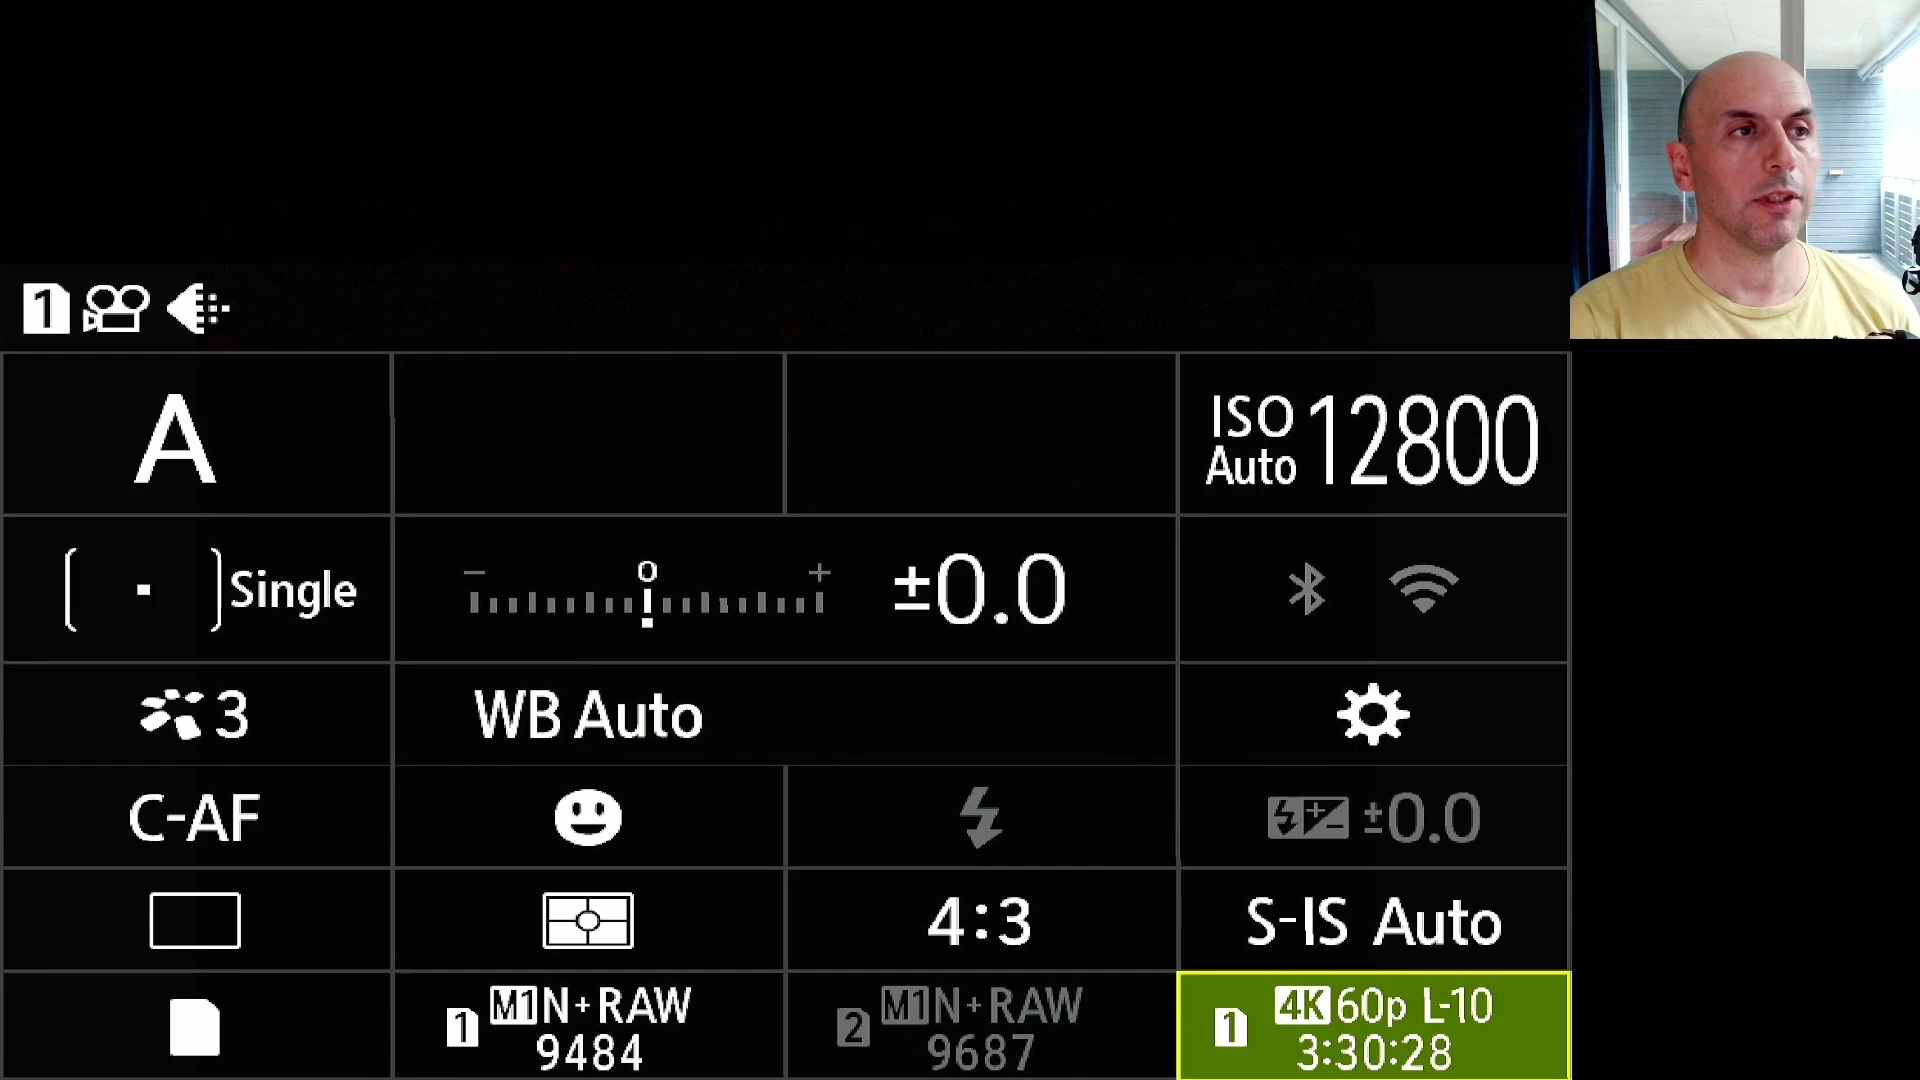 1
A
ISO
Auto 12800
Single
− o +
±0.0
3
WB Auto
C-AF
±0.0
4:3
S-IS Auto
1 M1 N+RAW
9484
2 M1 N+RAW
9687
1 4K 60p L-10
3:30:28